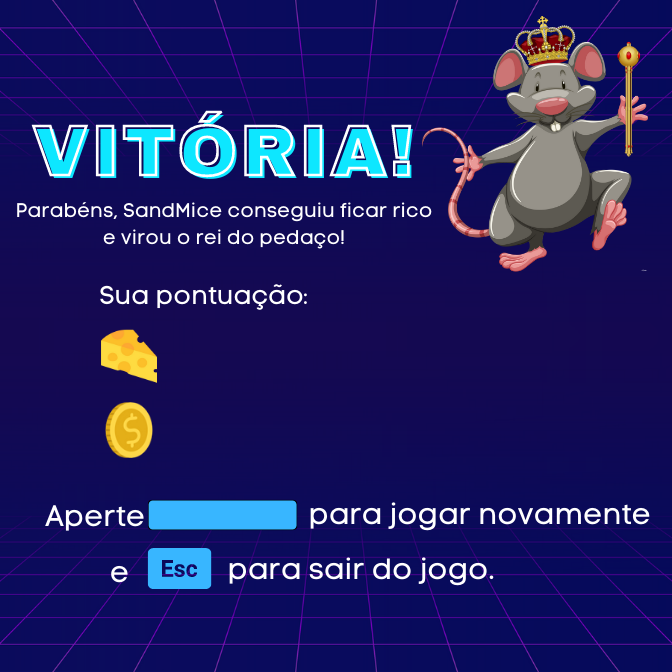 VITÓRIA!
Parabéns, SandMice conseguiu ficar rico
e virou o rei do pedaço!
Sua pontuação:
$
Aperte para jogar novamente
e Esc para sair do jogo.